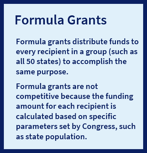 Formula Grants
Formula grants distribute funds to
every recipient in a group (such as
all 50 states) to accomplish the
same purpose.
Formula grants are not
competitive because the funding
amount for each recipient is
calculated based on specific
parameters set by Congress, such
as state population.